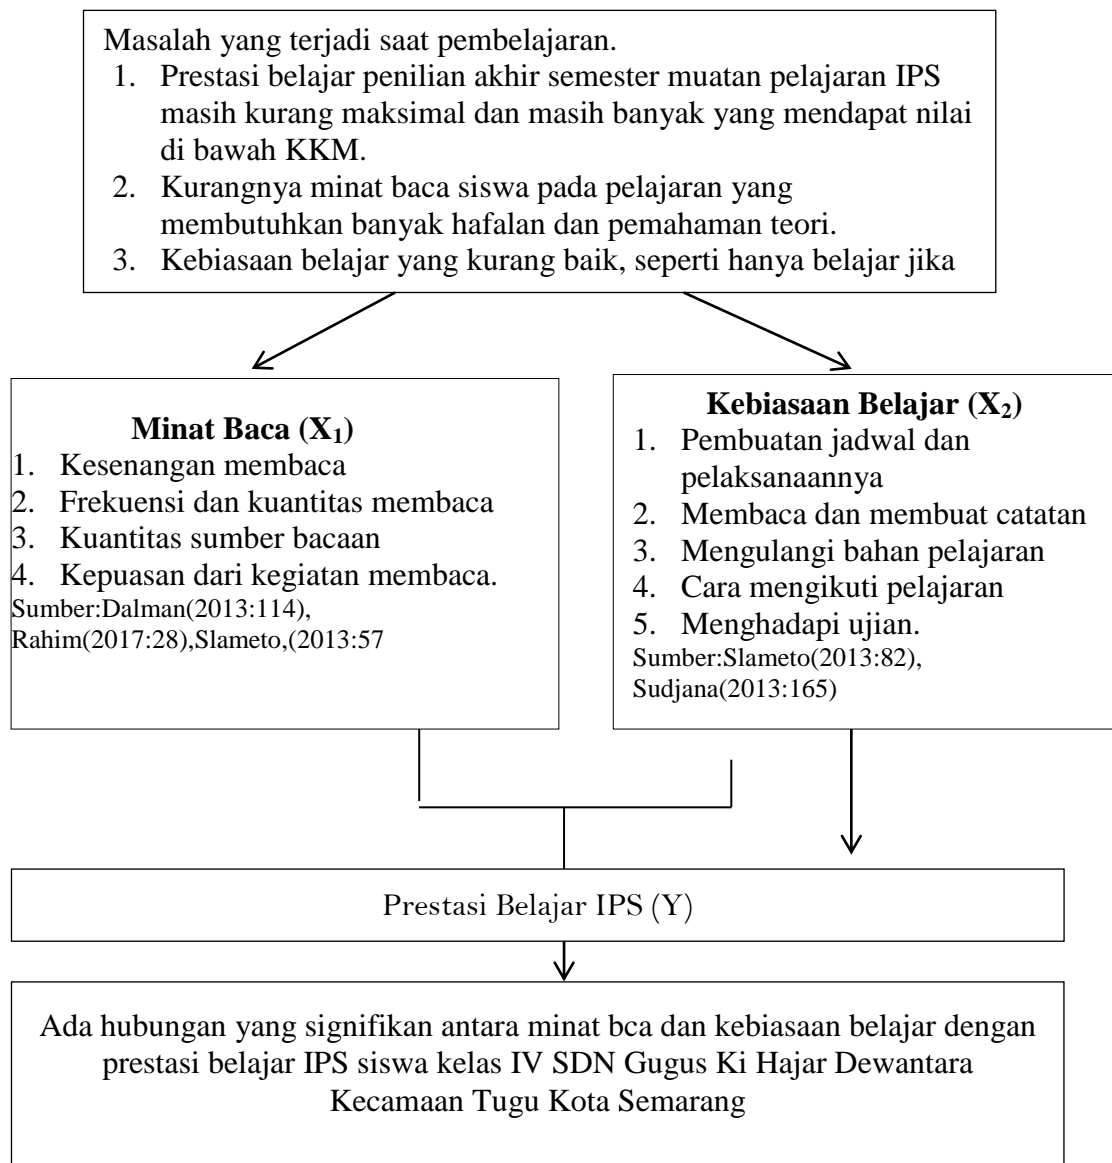 Masalah yang terjadi saat pembelajaran.
1. Prestasi belajar penilian akhir semester muatan pelajaran IPS
masih kurang maksimal dan masih banyak yang mendapat nilai
di bawah KKM.
2. Kurangnya minat baca siswa pada pelajaran yang
membutuhkan banyak hafalan dan pemahaman teori.
3. Kebiasaan belajar yang kurang baik, seperti hanya belajar jika
Minat Baca (X₁)
1. Kesenangan membaca
2. Frekuensi dan kuantitas membaca
3. Kuantitas sumber bacaan
4. Kepuasan dari kegiatan membaca.
Sumber:Dalman(2013:114),
Rahim(2017:28),Slameto,(2013:57
Kebiasaan Belajar (X₂)
1. Pembuatan jadwal dan
pelaksanaannya
2. Membaca dan membuat catatan
3. Mengulangi bahan pelajaran
4. Cara mengikuti pelajaran
5. Menghadapi ujian.
Sumber:Slameto(2013:82),
Sudjana(2013:165)
Prestasi Belajar IPS (Y)
Ada hubungan yang signifikan antara minat bca dan kebiasaan belajar dengan
prestasi belajar IPS siswa kelas IV SDN Gugus Ki Hajar Dewantara
Kecamaan Tugu Kota Semarang